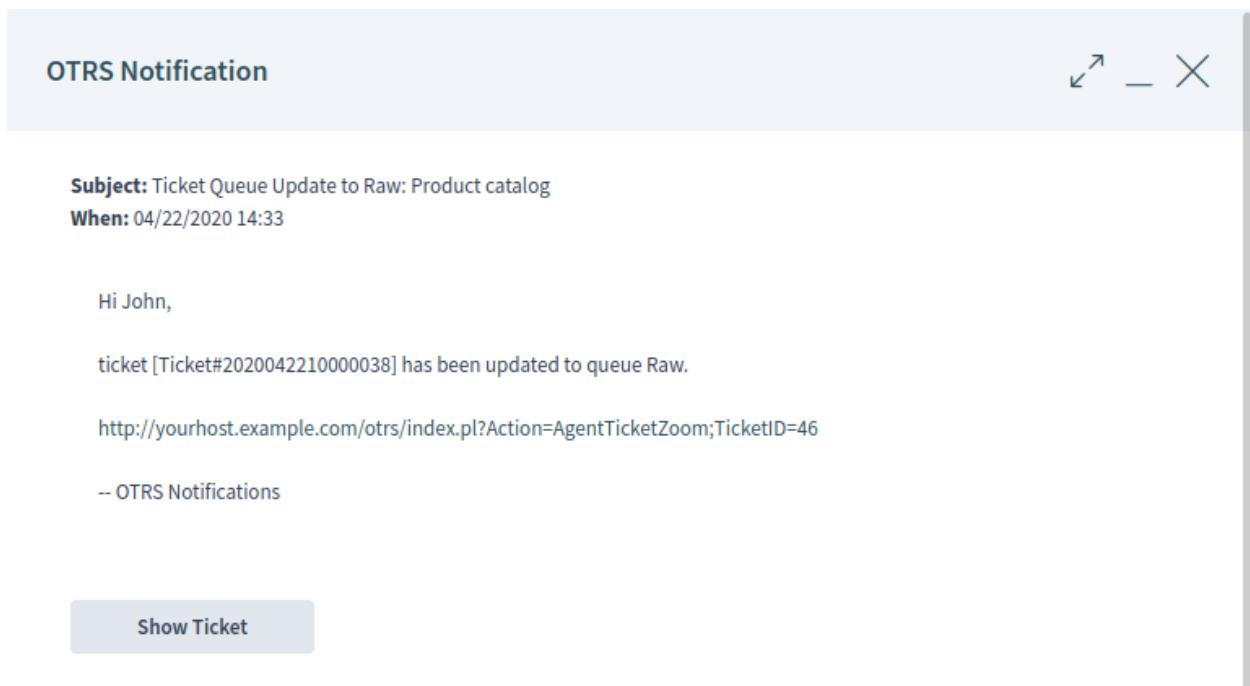 OTRS Notification
Subject: Ticket Queue Update to Raw: Product catalog
When: 04/22/2020 14:33
Hi John,
ticket [Ticket#2020042210000038] has been updated to queue Raw.
http://yourhost.example.com/otrs/index.pl?Action=AgentTicketZoom;TicketID=46
-- OTRS Notifications
Show Ticket